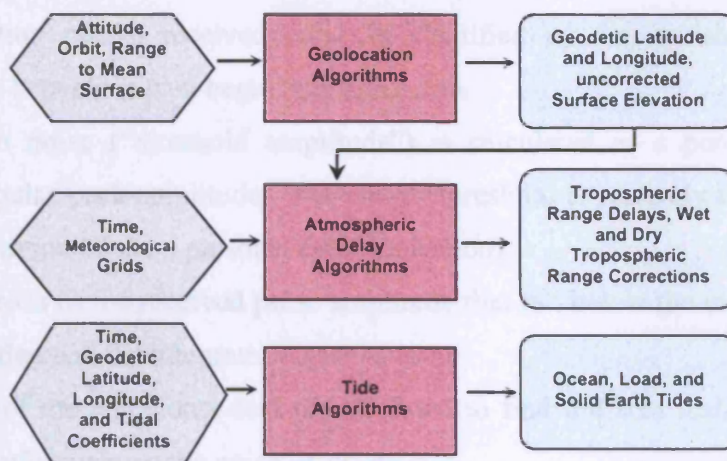 Attitude,
Orbit, Range
to Mean
Surface
Geolocation
Algorithms
Geodetic Latitude
and Longitude,
uncorrected
Surface Elevation
Time,
Meteorological
Grids
Atmospheric
Delay
Algorithms
Tropospheric
Range Delays, Wet
and Dry
Tropospheric
Range Corrections
Time,
Geodetic
Latitude,
Longitude,
and Tidal
Coefficients
Tide
Algorithms
Ocean, Load, and
Solid Earth Tides